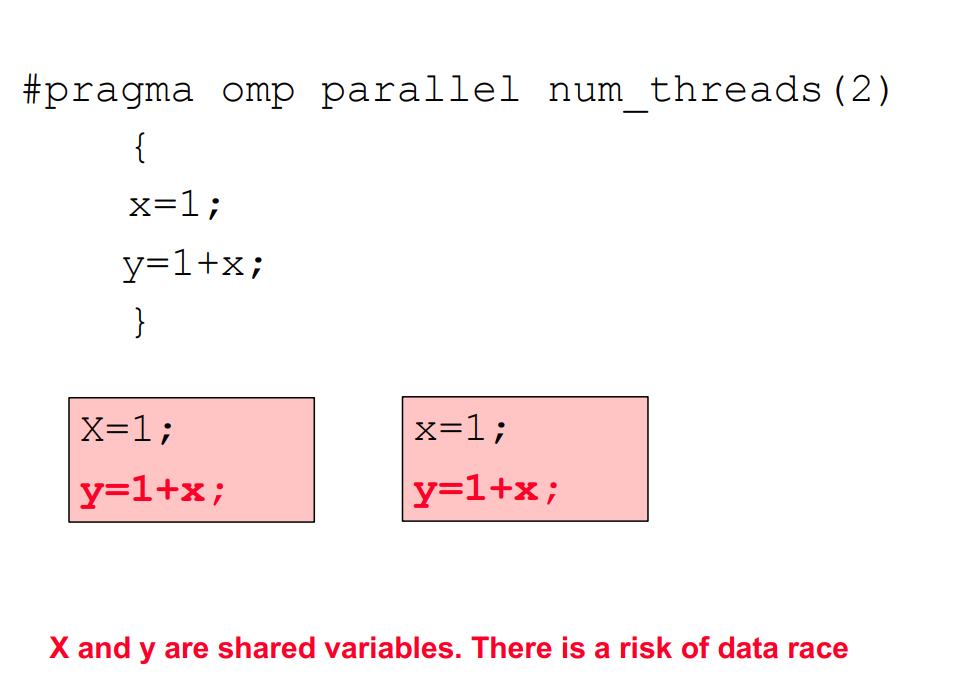 #pragma omp parallel num_threads(2)
{
x=1;
y=1+x;
}
X=1;
y=1+x;
x=1;
y=1+x;
X and y are shared variables. There is a risk of data race